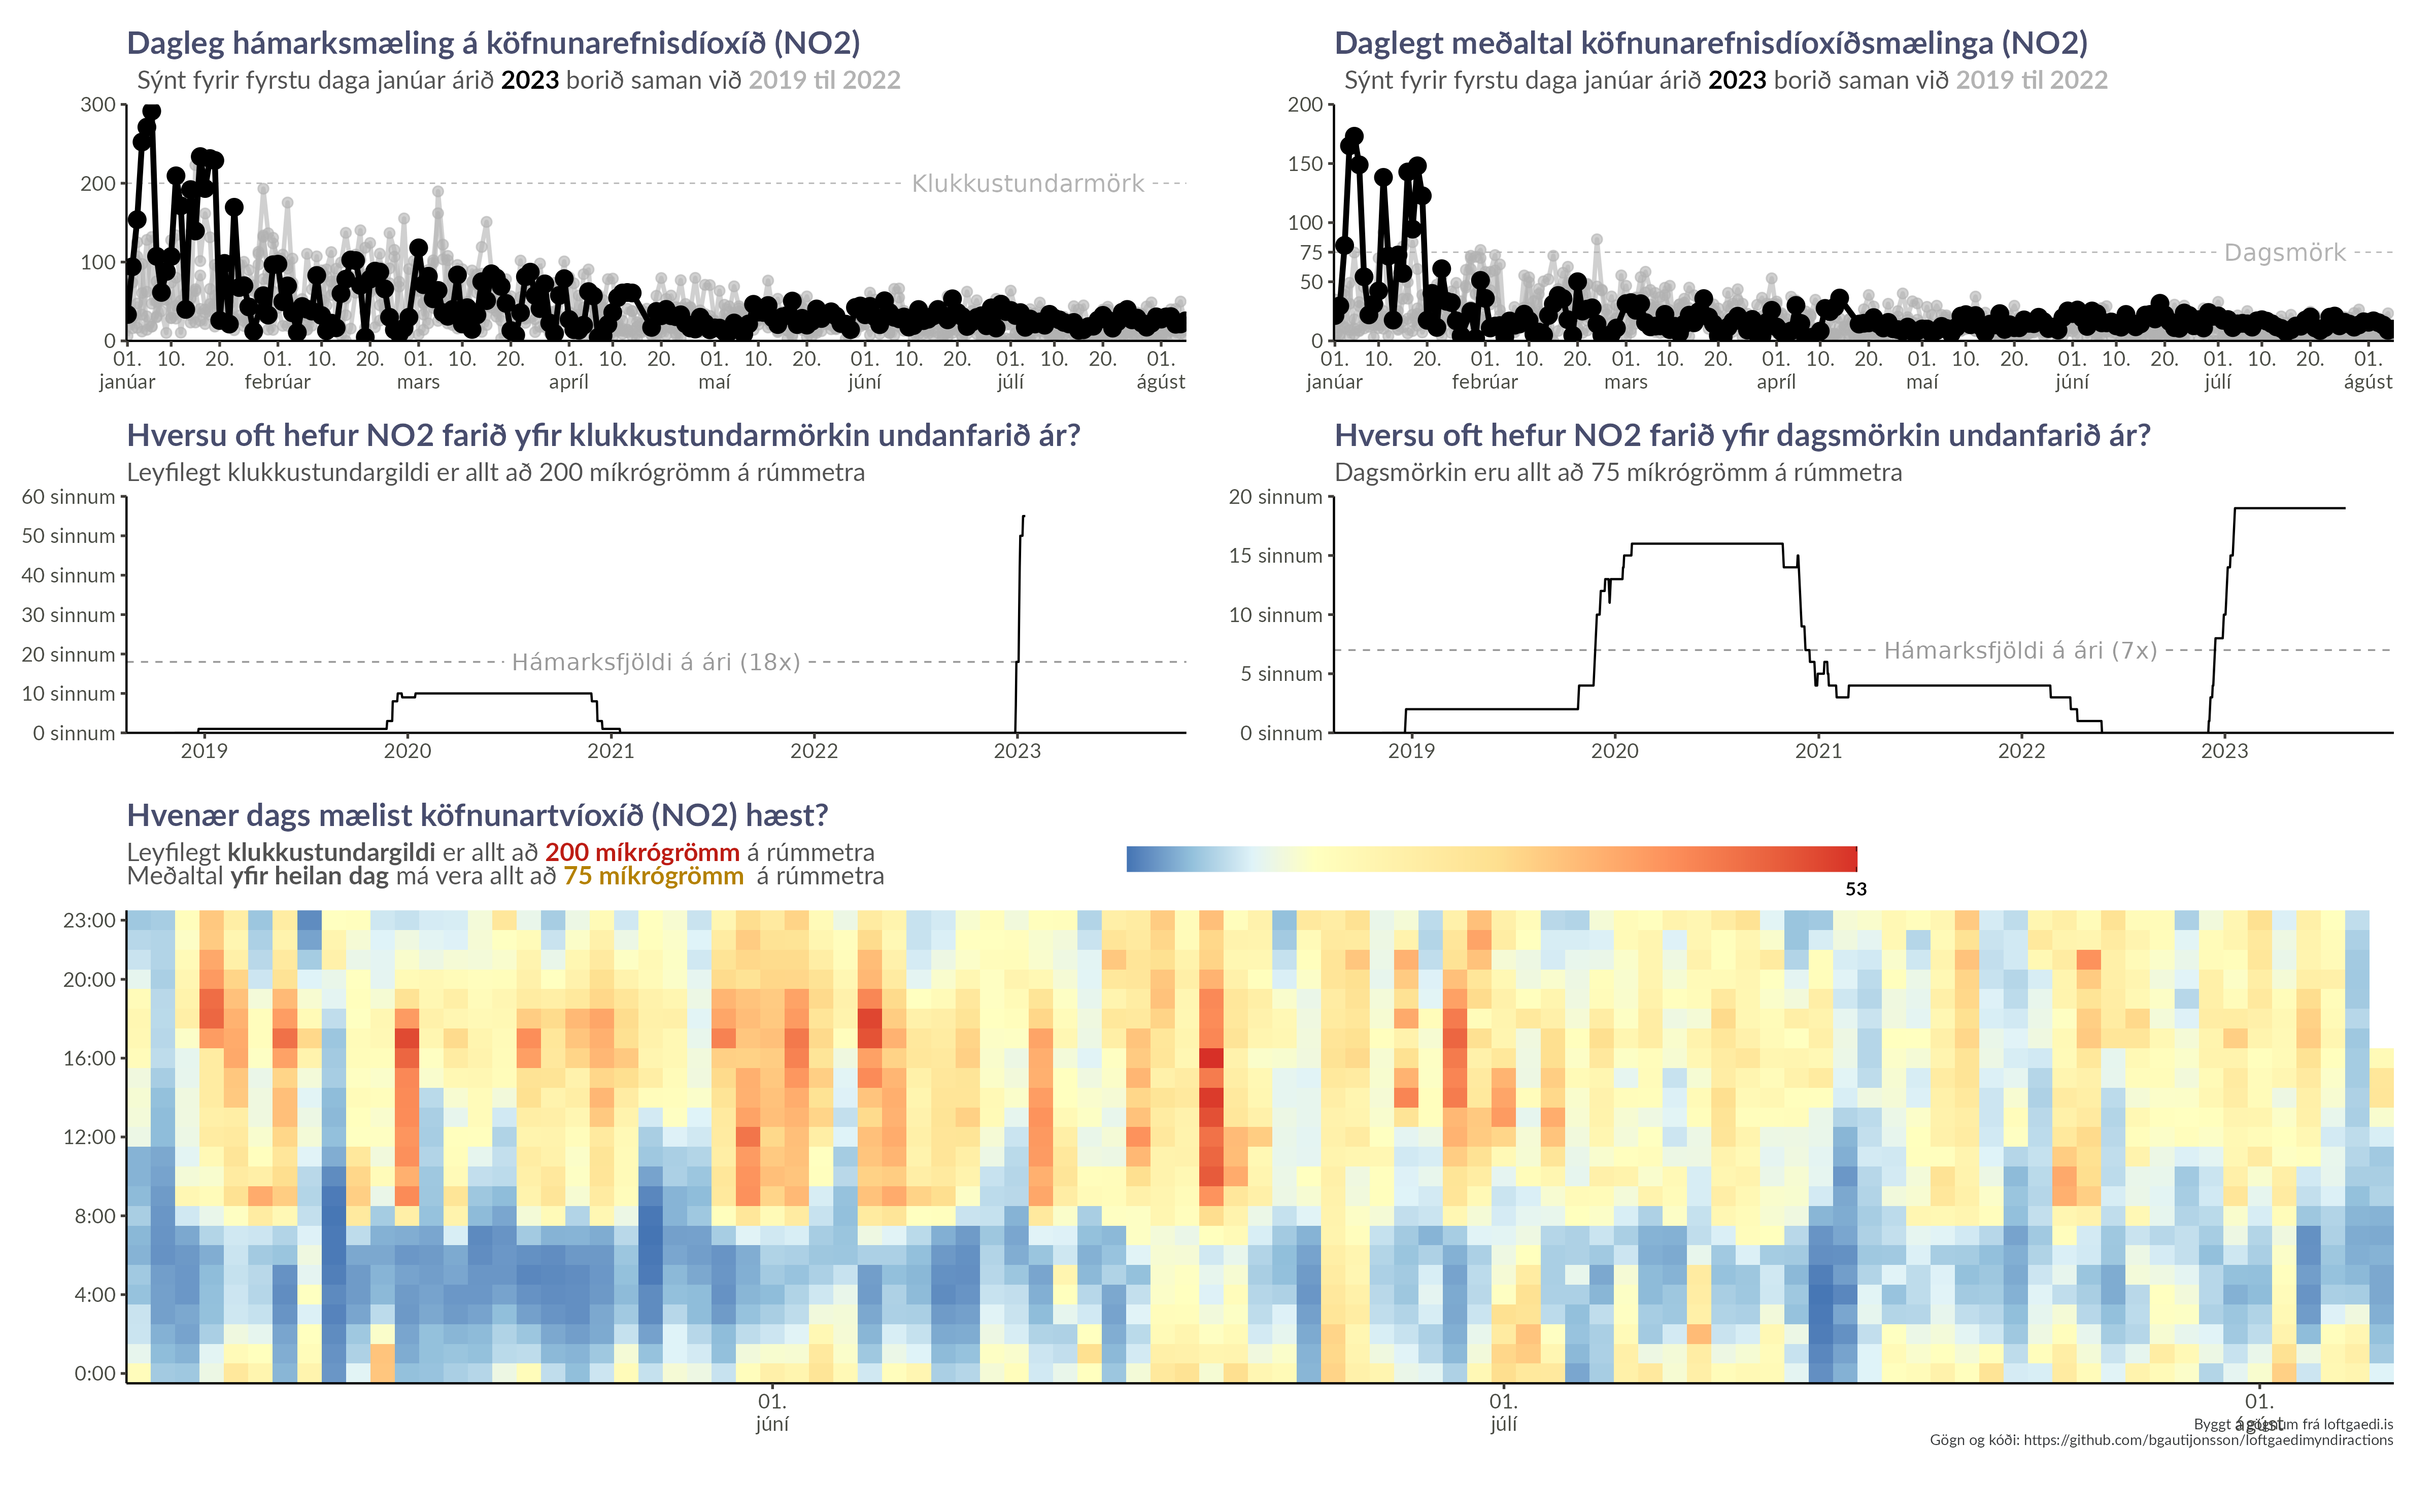 Dagleg hámarksmæling á köfnunarefnisdíoxíð (NO2)
Sýnt fyrir fyrstu daga janúar árið 2023 borið saman við 2019 til 2022
300
200
100
0
Klukkustundarmörk
01. 10. 20. 01. 10. 20. 01. 10. 20. 01. 10. 20. 01. 10. 20. 01. 10. 20. 01. 10. 20. 01.
janúar febrúar mars apríl maí júní júlí ágúst
Daglegt meðaltal köfnunarefnisdíoxíðsmælinga (NO2)
Sýnt fyrir fyrstu daga janúar árið 2023 borið saman við 2019 til 2022
200
150
100
75
50
0
Dagsmörk
01. 10. 20. 01. 10. 20. 01. 10. 20. 01. 10. 20. 01. 10. 20. 01. 10. 20. 01. 10. 20. 01.
janúar febrúar mars apríl maí júní júlí ágúst
Hversu oft hefur NO2 farið yfir klukkustundarmörkin undanfarið ár?
Leyfilegt klukkustundargildi er allt að 200 míkrógrömm á rúmmetra
60 sinnum
50 sinnum
40 sinnum
30 sinnum
20 sinnum
10 sinnum
0 sinnum
Hámarksfjöldi á ári (18x)
2019 2020 2021 2022 2023
Hversu oft hefur NO2 farið yfir dagsmörkin undanfarið ár?
Dagsmörkin eru allt að 75 míkrógrömm á rúmmetra
20 sinnum
15 sinnum
10 sinnum
5 sinnum
0 sinnum
Hámarksfjöldi á ári (7x)
2019 2020 2021 2022 2023
Hvenær dags mælist köfnunartvíoxíð (NO2) hæst?
Leyfilegt klukkustundargildi er allt að 200 míkrógrömm á rúmmetra
Meðaltal yfir heilan dag má vera allt að 75 míkrógrömm á rúmmetra
53
23:00
20:00
16:00
12:00
8:00
4:00
0:00
01. 01. 01.
júní júlí ágúst
Byggt á gögnum frá loftgaedi.is
Gögn og kóði: https://github.com/bgautijonsson/loftgaedimyndiractions